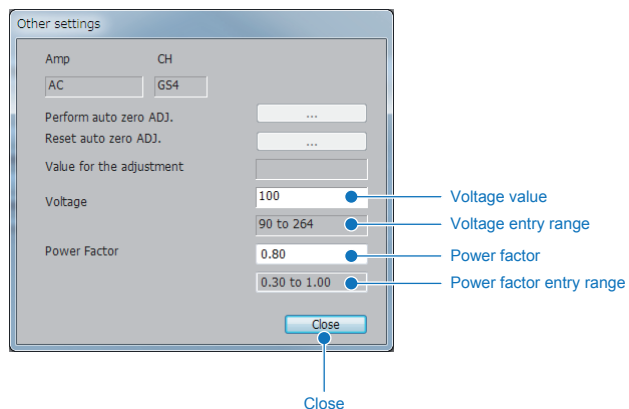 Other settings
Amp CH
AC GS4
Perform auto zero ADJ. ...
Reset auto zero ADJ. ...
Value for the adjustment
Voltage 100 Voltage value
90 to 264 Voltage entry range
Power Factor 0.80 Power factor
0.30 to 1.00 Power factor entry range
Close
Close